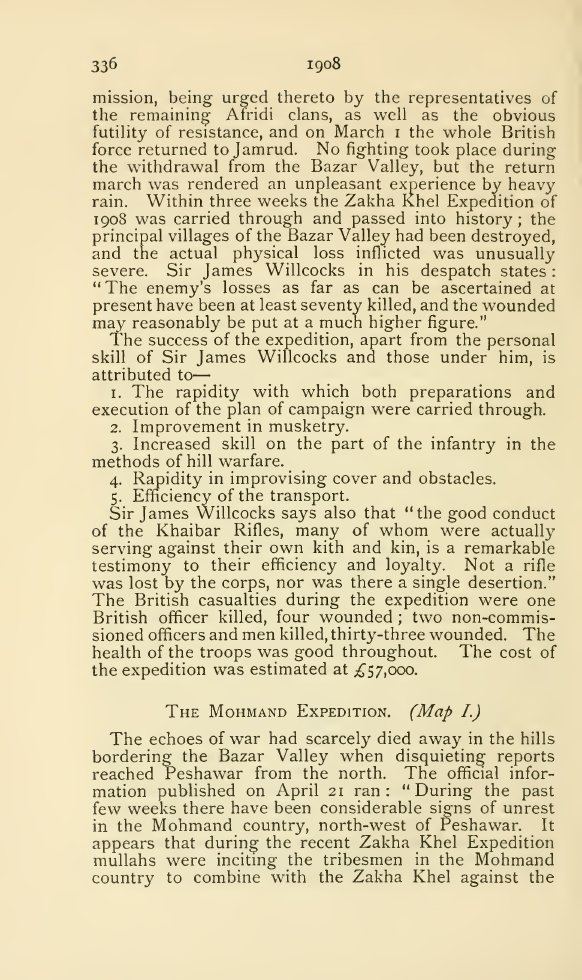 336 1908
mission, being urged thereto by the representatives of
the remaining Afridi clans, as well as the obvious
futility of resistance, and on March 1 the whole British
force returned to Jamrud. No fighting took place during
the withdrawal from the Bazar Valley, but the return
march was rendered an unpleasant experience by heavy
rain. Within three weeks the Zakha Khel Expedition of
1908 was carried through and passed into history; the
principal villages of the Bazar Valley had been destroyed,
and the actual physical loss inflicted was unusually
severe. Sir James Willcocks in his despatch states:
"The enemy's losses as far as can be ascertained at
present have been at least seventy killed, and the wounded
may reasonably be put at a much higher figure."
The success of the expedition, apart from the personal
skill of Sir James Willcocks and those under him, is
attributed to—
1. The rapidity with which both preparations and
execution of the plan of campaign were carried through.
2. Improvement in musketry.
3. Increased skill on the part of the infantry in the
methods of hill warfare.
4. Rapidity in improvising cover and obstacles.
5. Efficiency of the transport.
Sir James Willcocks says also that "the good conduct
of the Khaibar Rifles, many of whom were actually
serving against their own kith and kin, is a remarkable
testimony to their efficiency and loyalty. Not a rifle
was lost by the corps, nor was there a single desertion."
The British casualties during the expedition were one
British officer killed, four wounded; two non-commis-
sioned officers and men killed, thirty-three wounded. The
health of the troops was good throughout. The cost of
the expedition was estimated at £57,000.
THE MOHMAND EXPEDITION. (Map I.)
The echoes of war had scarcely died away in the hills
bordering the Bazar Valley when disquieting reports
reached Peshawar from the north. The official infor-
mation published on April 21 ran: "During the past
few weeks there have been considerable signs of unrest
in the Mohmand country, north-west of Peshawar. It
appears that during the recent Zakha Khel Expedition
mullahs were inciting the tribesmen in the Mohmand
country to combine with the Zakha Khel against the